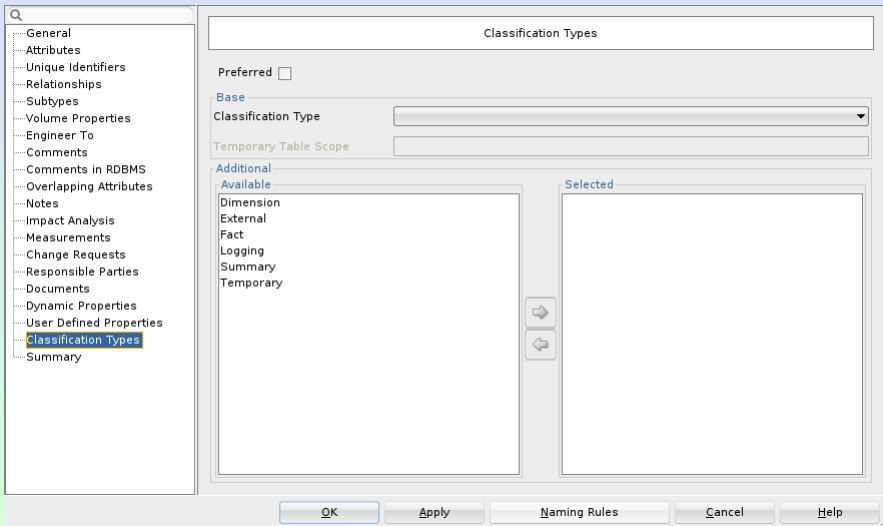 General
Attributes
Unique Identifiers
Relationships
Subtypes
Volume Properties
Engineer To
Comments
Comments in RDBMS
Overlapping Attributes
Notes
Impact Analysis
Measurements
Change Requests
Responsible Parties
Documents
Dynamic Properties
User Defined Properties
Classification Types
Summary
Classification Types
Preferred
Base
Classification Type
Temporary Table Scope
Additional
Available
Dimension
External
Fact
Logging
Summary
Temporary
Selected
OK Apply Naming Rules Cancel Help